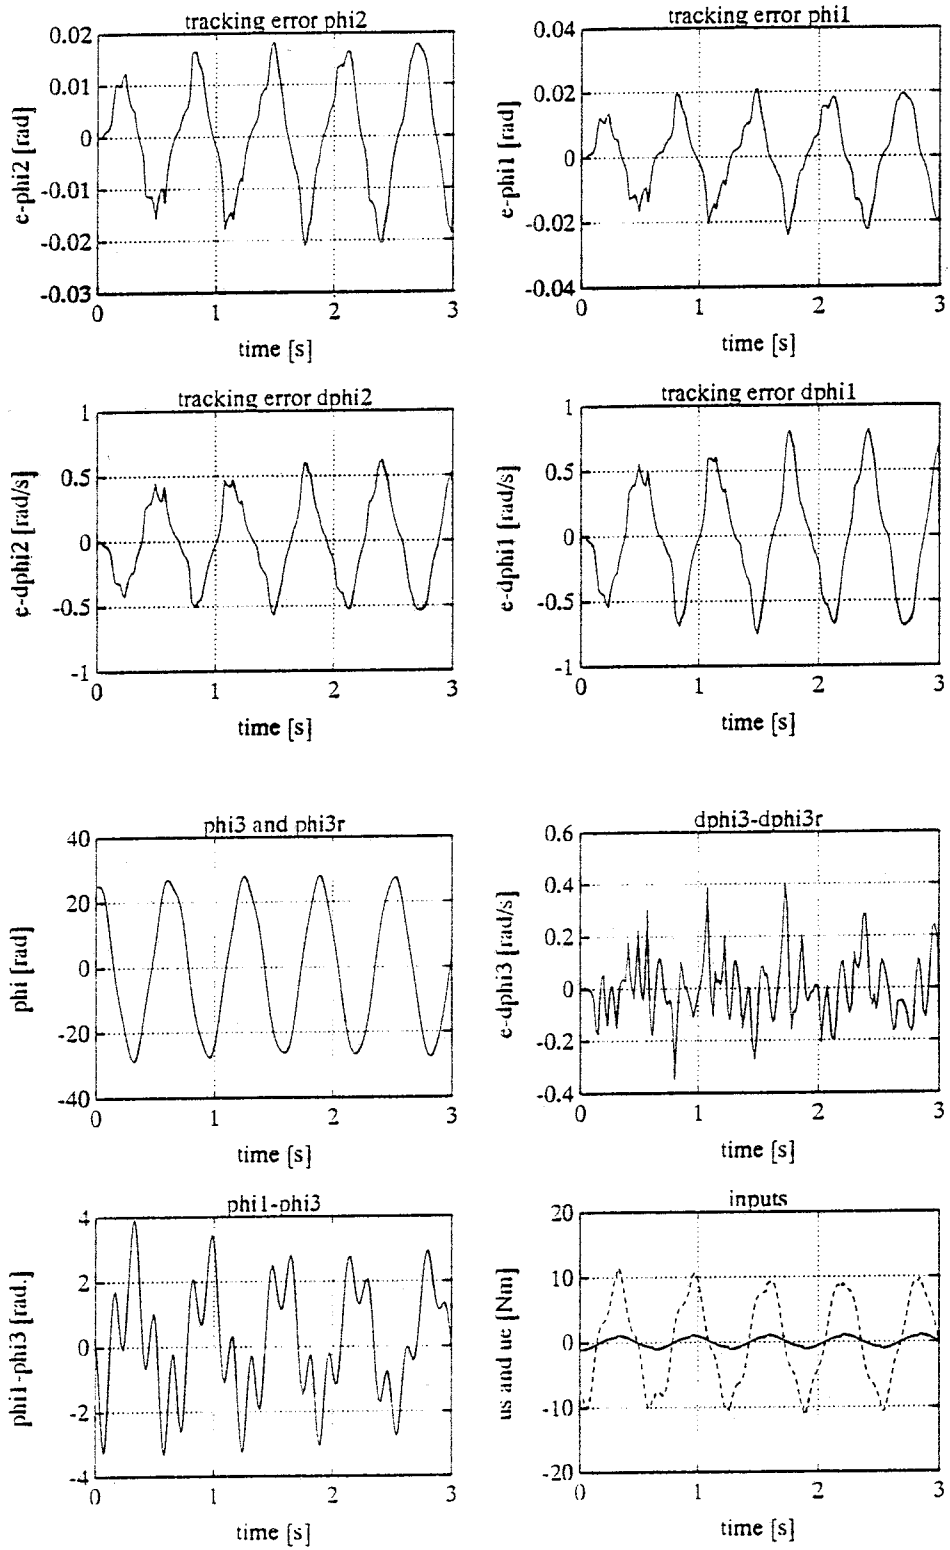 tracking error phi2
0.02
0.01
0
-0.01
-0.02
-0.03
e-phi2 [rad]
0 1 2 3
time [s]
tracking error phi1
0.04
0.02
0
-0.02
-0.04
e-phi1 [rad]
0 1 2 3
time [s]
tracking error dphi2
1
0.5
0
-0.5
-1
e-dphi2 [rad/s]
0 1 2 3
time [s]
tracking error dphi1
1
0.5
0
-0.5
-1
e-dphi1 [rad/s]
0 1 2 3
time [s]
phi3 and phi3r
40
20
0
-20
-40
phi [rad]
0 1 2 3
time [s]
dphi3-dphi3r
0.6
0.4
0.2
0
-0.2
-0.4
e-dphi3 [rad/s]
0 1 2 3
time [s]
phi1-phi3
4
2
0
-2
-4
phi1-phi3 [rad.]
0 1 2 3
time [s]
inputs
20
10
0
-10
-20
us and ue [Nm]
0 1 2 3
time [s]